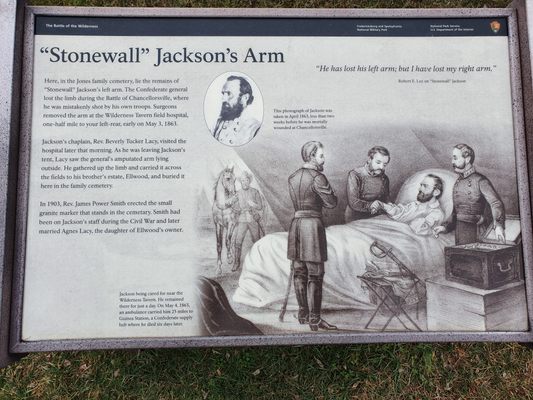 The Battle of the Wilderness
Fredericksburg and Spotsylvania
National Military Park
National Park Service
U.S. Department of the Interior
“Stonewall” Jackson’s Arm
“He has lost his left arm; but I have lost my right arm.”
Robert E. Lee on “Stonewall” Jackson
Here, in the Jones family cemetery, lie the remains of
“Stonewall” Jackson’s left arm. The Confederate general
lost the limb during the Battle of Chancellorsville, where
he was mistakenly shot by his own troops. Surgeons
removed the arm at the Wilderness Tavern field hospital,
one-half mile to your left-rear, early on May 3, 1863.
Jackson’s chaplain, Rev. Beverly Tucker Lacy, visited the
hospital later that morning. As he was leaving Jackson’s
tent, Lacy saw the general’s amputated arm lying
outside. He gathered up the limb and carried it across
the fields to his brother’s estate, Ellwood, and buried it
here in the family cemetery.
In 1903, Rev. James Power Smith erected the small
granite marker that stands in the cemetery. Smith had
been on Jackson’s staff during the Civil War and later
married Agnes Lacy, the daughter of Ellwood’s owner.
This photograph of Jackson was
taken in April 1863, less than two
weeks before he was mortally
wounded at Chancellorsville.
Jackson being cared for near the
Wilderness Tavern. He remained
there for just a day. On May 4, 1863,
an ambulance carried him 25 miles to
Guinea Station, a Confederate supply
hub where he died six days later.